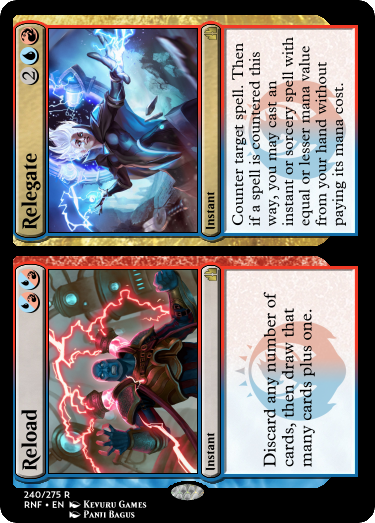 Reload
Instant
Discard any number of
cards, then draw that
many cards plus one.
Relegate
2
Instant
Counter target spell. Then
if a spell is countered this
way, you may cast an
instant or sorcery spell with
equal or lesser mana value
from your hand without
paying its mana cost.
240/275 R
RNF • EN Kevuru Games
Panji Bagus